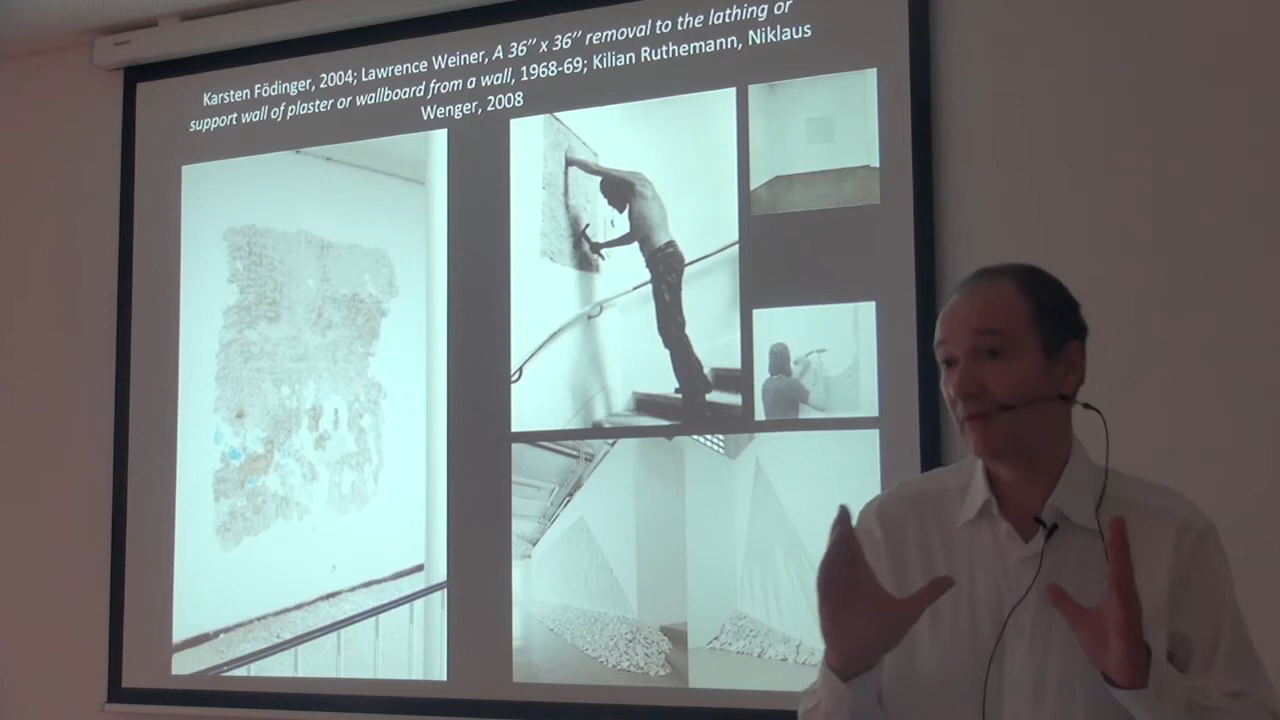 Karsten Födinger, 2004; Lawrence Weiner, A 36’’ x 36’’ removal to the lathing or
support wall of plaster or wallboard from a wall, 1968-69; Kilian Ruthemann, Niklaus
Wenger, 2008